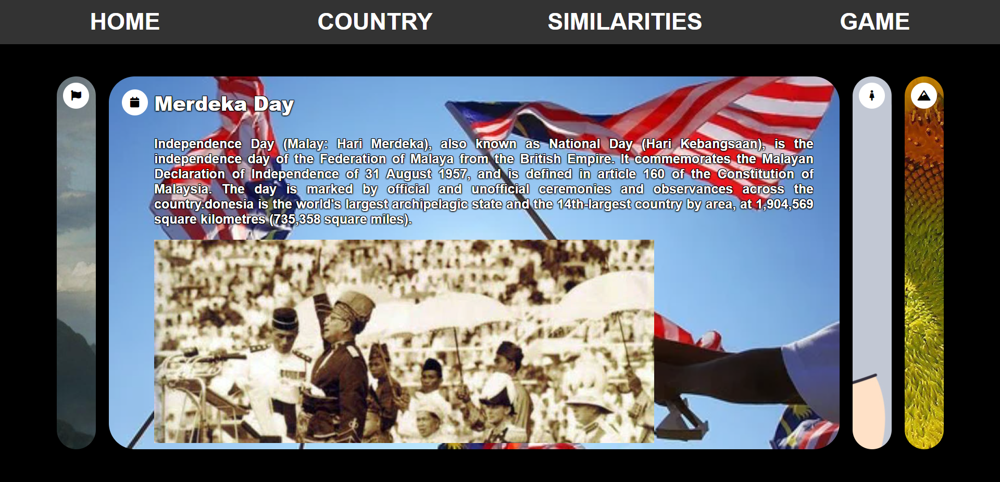 HOME COUNTRY SIMILARITIES GAME
Merdeka Day
Independence Day (Malay: Hari Merdeka), also known as National Day (Hari Kebangsaan), is the
independence day of the Federation of Malaya from the British Empire. It commemorates the Malayan
Declaration of Independence of 31 August 1957, and is defined in article 160 of the Constitution of
Malaysia. The day is marked by official and unofficial ceremonies and observances across the
country.donesia is the world's largest archipelagic state and the 14th-largest country by area, at 1,904,569
square kilometres (735,358 square miles).